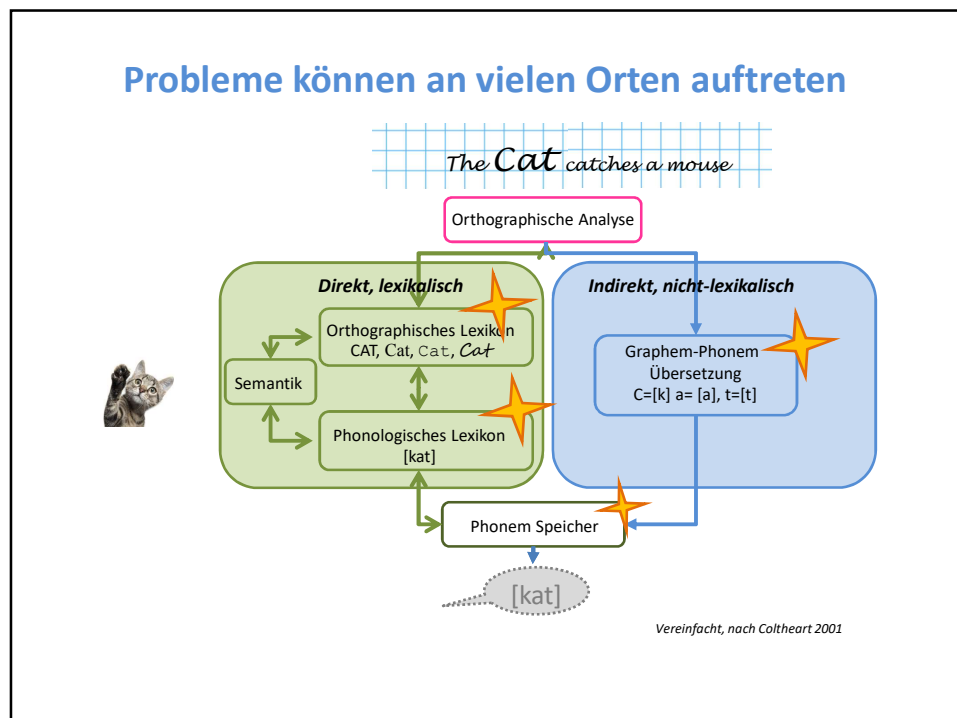 Probleme können an vielen Orten auftreten
The Cat catches a mouse
Orthographische Analyse
Direkt, lexikalisch
Orthographisches Lexikon
CAT, Cat, Cat, Cat
Semantik
Phonologisches Lexikon
[kat]
Indirekt, nicht-lexikalisch
Graphem-Phonem
Übersetzung
C=[k] a= [a], t=[t]
Phonem Speicher
[kat]
Vereinfacht, nach Coltheart 2001